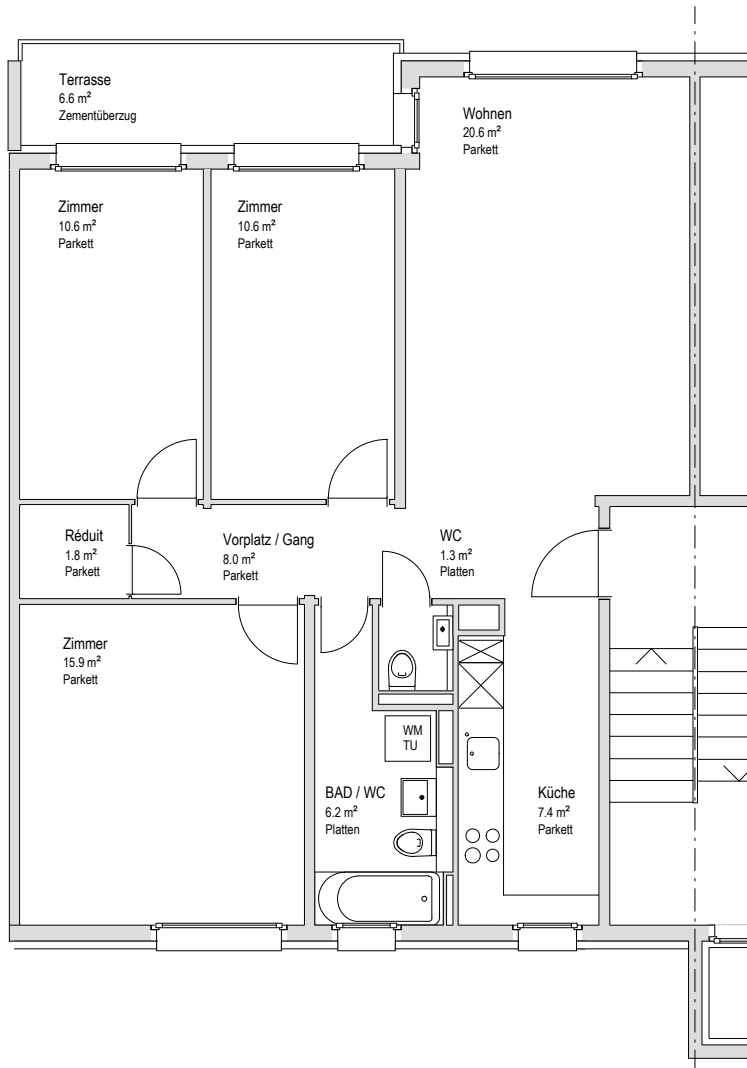 Terrasse
6.6 m²
Zementüberzug
Wohnen
20.6 m²
Parkett
Zimmer
10.6 m²
Parkett
Zimmer
10.6 m²
Parkett
Réduit
1.8 m²
Parkett
Vorplatz / Gang
8.0 m²
Parkett
WC
1.3 m²
Platten
Zimmer
15.9 m²
Parkett
WM
TU
BAD / WC
6.2 m²
Platten
Küche
7.4 m²
Parkett